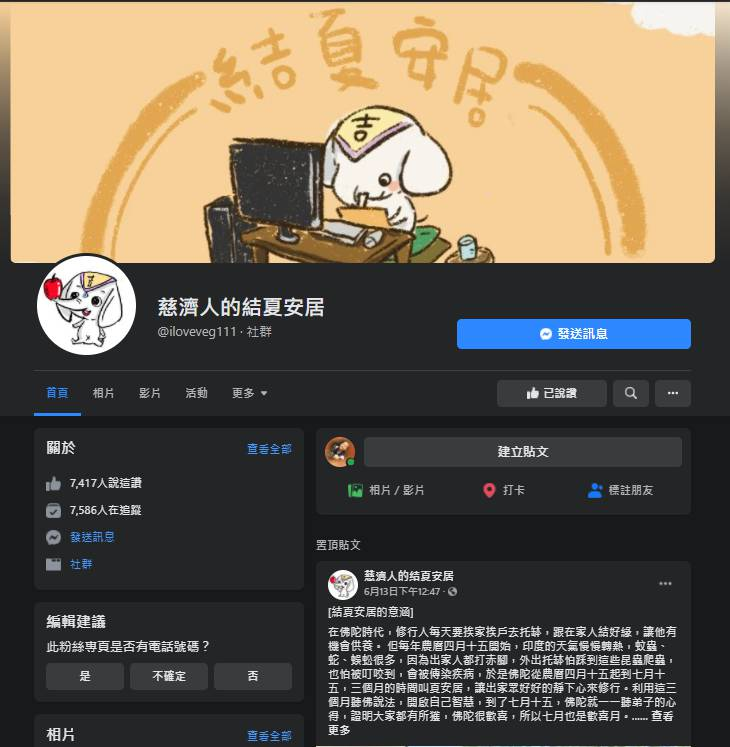 結夏安居
吉
慈濟人的結夏安居
@iloveveg111 · 社群
發送訊息
首頁
相片
影片
活動
更多
已說讚
關於
查看全部
7,417人說這讚
7,586人在追蹤
發送訊息
社群
編輯建議
此粉絲專頁是否有電話號碼？
是
不確定
否
相片
查看全部
建立貼文
相片 / 影片
打卡
標註朋友
置頂貼文
慈濟人的結夏安居
6月13日下午12:47 ·
[結夏安居的意涵]
在佛陀時代，修行人每天要挨家挨戶去托缽，跟在家人結好緣，讓他有
機會供養。 但每年農曆四月十五開始，印度的天氣慢慢轉熱，蚊蟲、
蛇、蜈蚣很多，因為出家人都打赤腳，外出托缽怕踩到這些昆蟲爬蟲，
也怕被叮咬到，會被傳染疾病，於是佛陀從農曆四月十五起到七月十
五，三個月的時間叫夏安居，讓出家眾好好的靜下心來修行。利用這三
個月聽佛說法，開啟自己智慧，到了七月十五，佛陀就一一聽弟子的心
得，證明大家都有所獲，佛陀很歡喜，所以七月也是歡喜月。...... 查看
更多